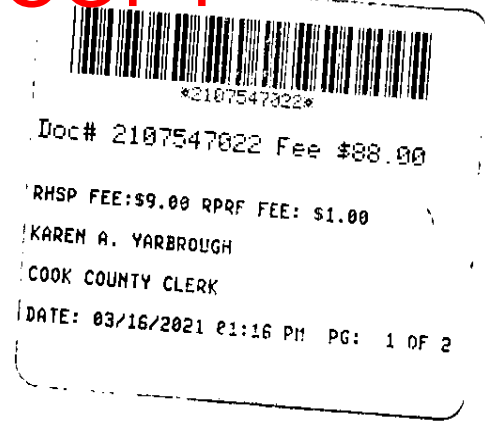 *2107547022*
Doc# 2107547022 Fee $88.00
RHSP FEE:$9.00 RPRF FEE: $1.00
KAREN A. YARBROUGH
COOK COUNTY CLERK
DATE: 03/16/2021 01:16 PM PG: 1 OF 2